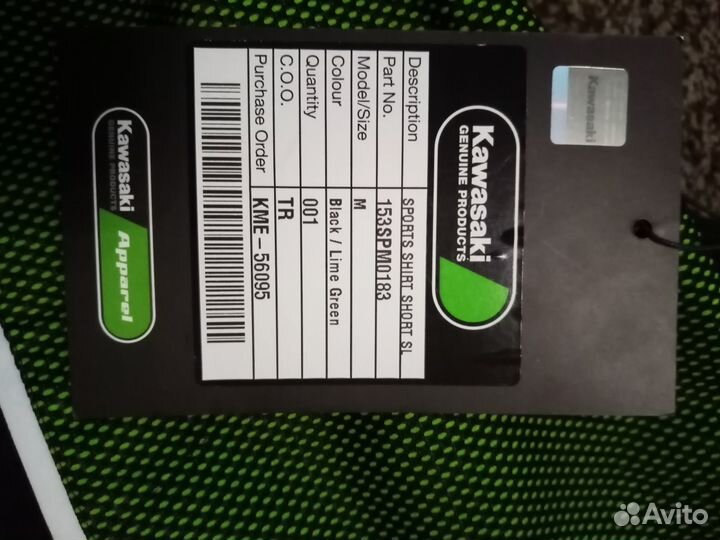 Kawasaki
Kawasaki
GENUINE PRODUCTS
Description SPORTS SHIRT SHORT SL
Part No. 153SPM0183
Model/Size M
Colour Black / Lime Green
Quantity 001
C.O.O. TR
Purchase Order KME-56095
Kawasaki
GENUINE PRODUCTS
Apparel
Avito